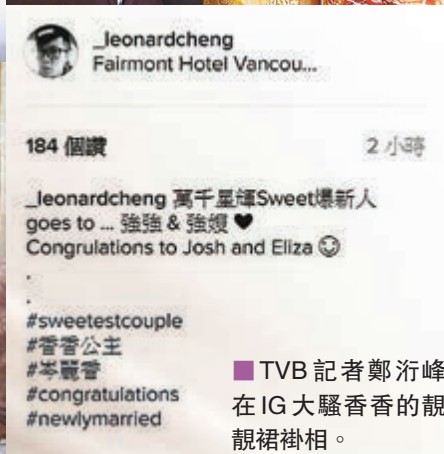 _leonardcheng
Fairmont Hotel Vancou...
184 個讚
2 小時
_leonardcheng 萬千星輝Sweet爆新人
goes to ... 強強 & 強嫂 ♥
Congrulations to Josh and Eliza 😉
.
.
#sweetestcouple
#香香公主
#岑麗香
#congratulations
#newlymarried
■ TVB 記者鄭洐峰
在 IG 大騷香香的靚
靚裙褂相。